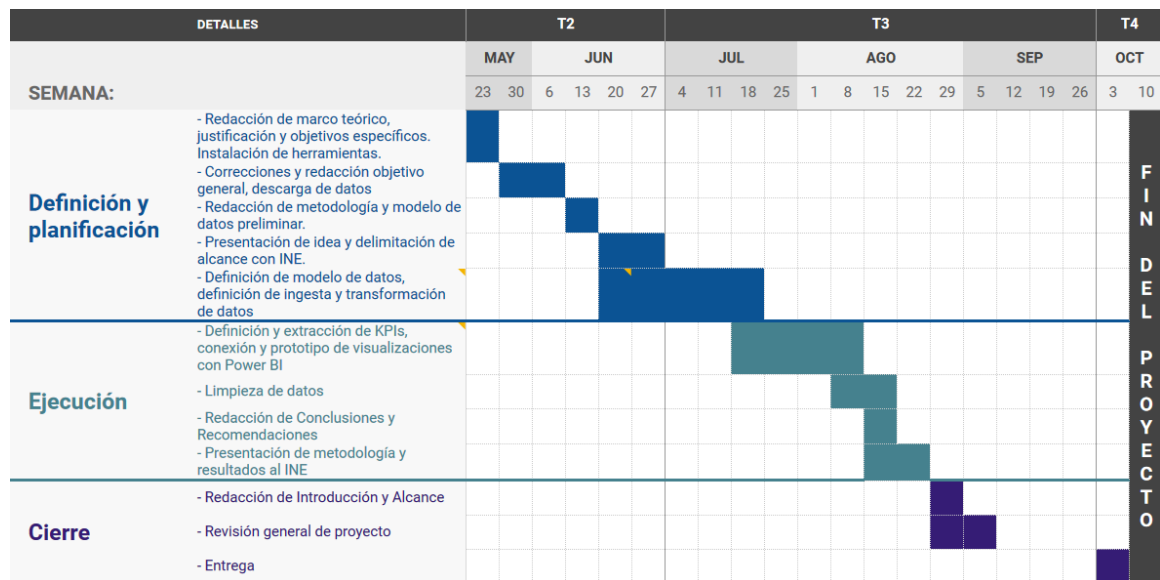 DETALLES T2 T3 T4
MAY JUN JUL AGO SEP OCT
SEMANA: 23 30 6 13 20 27 4 11 18 25 1 8 15 22 29 5 12 19 26 3 10
Definición y
planificación
- Redacción de marco teórico,
justificación y objetivos específicos.
Instalación de herramientas.
- Correcciones y redacción objetivo
general, descarga de datos
- Redacción de metodología y modelo de
datos preliminar.
- Presentación de idea y delimitación de
alcance con INE.
- Definición de modelo de datos,
definición de ingesta y transformación
de datos
Ejecución
- Definición y extracción de KPIs,
conexión y prototipo de visualizaciones
con Power BI
- Limpieza de datos
- Redacción de Conclusiones y
Recomendaciones
- Presentación de metodología y
resultados al INE
Cierre
- Redacción de Introducción y Alcance
- Revisión general de proyecto
- Entrega
FIN DEL PROYECTO